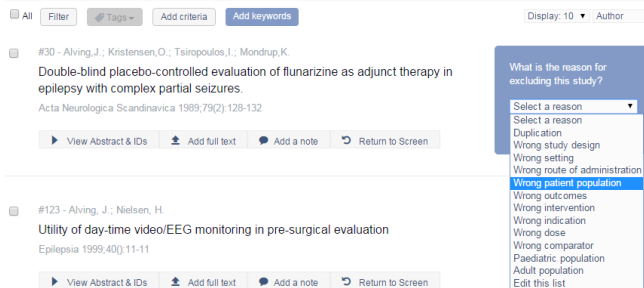 All Filter Tags Add criteria Add keywords Display: 10 Author
#30 - Alving,J.; Kristensen,O.; Tsiropoulos,I.; Mondrup,K.
Double-blind placebo-controlled evaluation of flunarizine as adjunct therapy in
epilepsy with complex partial seizures.
Acta Neurologica Scandinavica 1989;79(2):128-132
View Abstract & IDs Add full text Add a note Return to Screen
What is the reason for
excluding this study?
Select a reason
Select a reason
Duplication
Wrong study design
Wrong setting
Wrong route of administration
Wrong patient population
Wrong outcomes
Wrong intervention
Wrong indication
Wrong dose
Wrong comparator
Paediatric population
Adult population
Edit this list
#123 - Alving, J.; Nielsen, H.
Utility of day-time video/EEG monitoring in pre-surgical evaluation
Epilepsia 1999;40():11-11
View Abstract & IDs Add full text Add a note Return to Screen